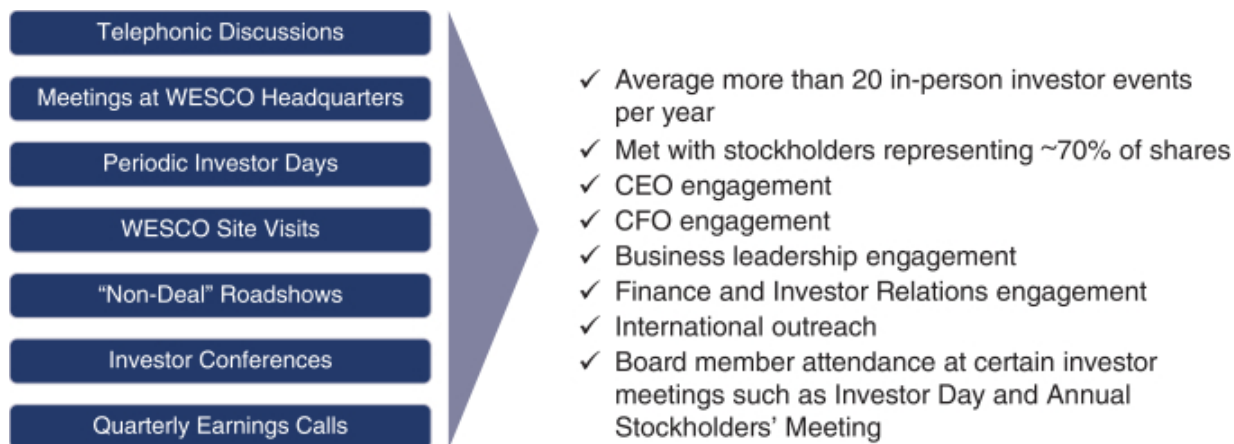 Telephonic Discussions
Meetings at WESCO Headquarters
Periodic Investor Days
WESCO Site Visits
“Non-Deal” Roadshows
Investor Conferences
Quarterly Earnings Calls
✓ Average more than 20 in-person investor events
per year
✓ Met with stockholders representing ~70% of shares
✓ CEO engagement
✓ CFO engagement
✓ Business leadership engagement
✓ Finance and Investor Relations engagement
✓ International outreach
✓ Board member attendance at certain investor
meetings such as Investor Day and Annual
Stockholders’ Meeting